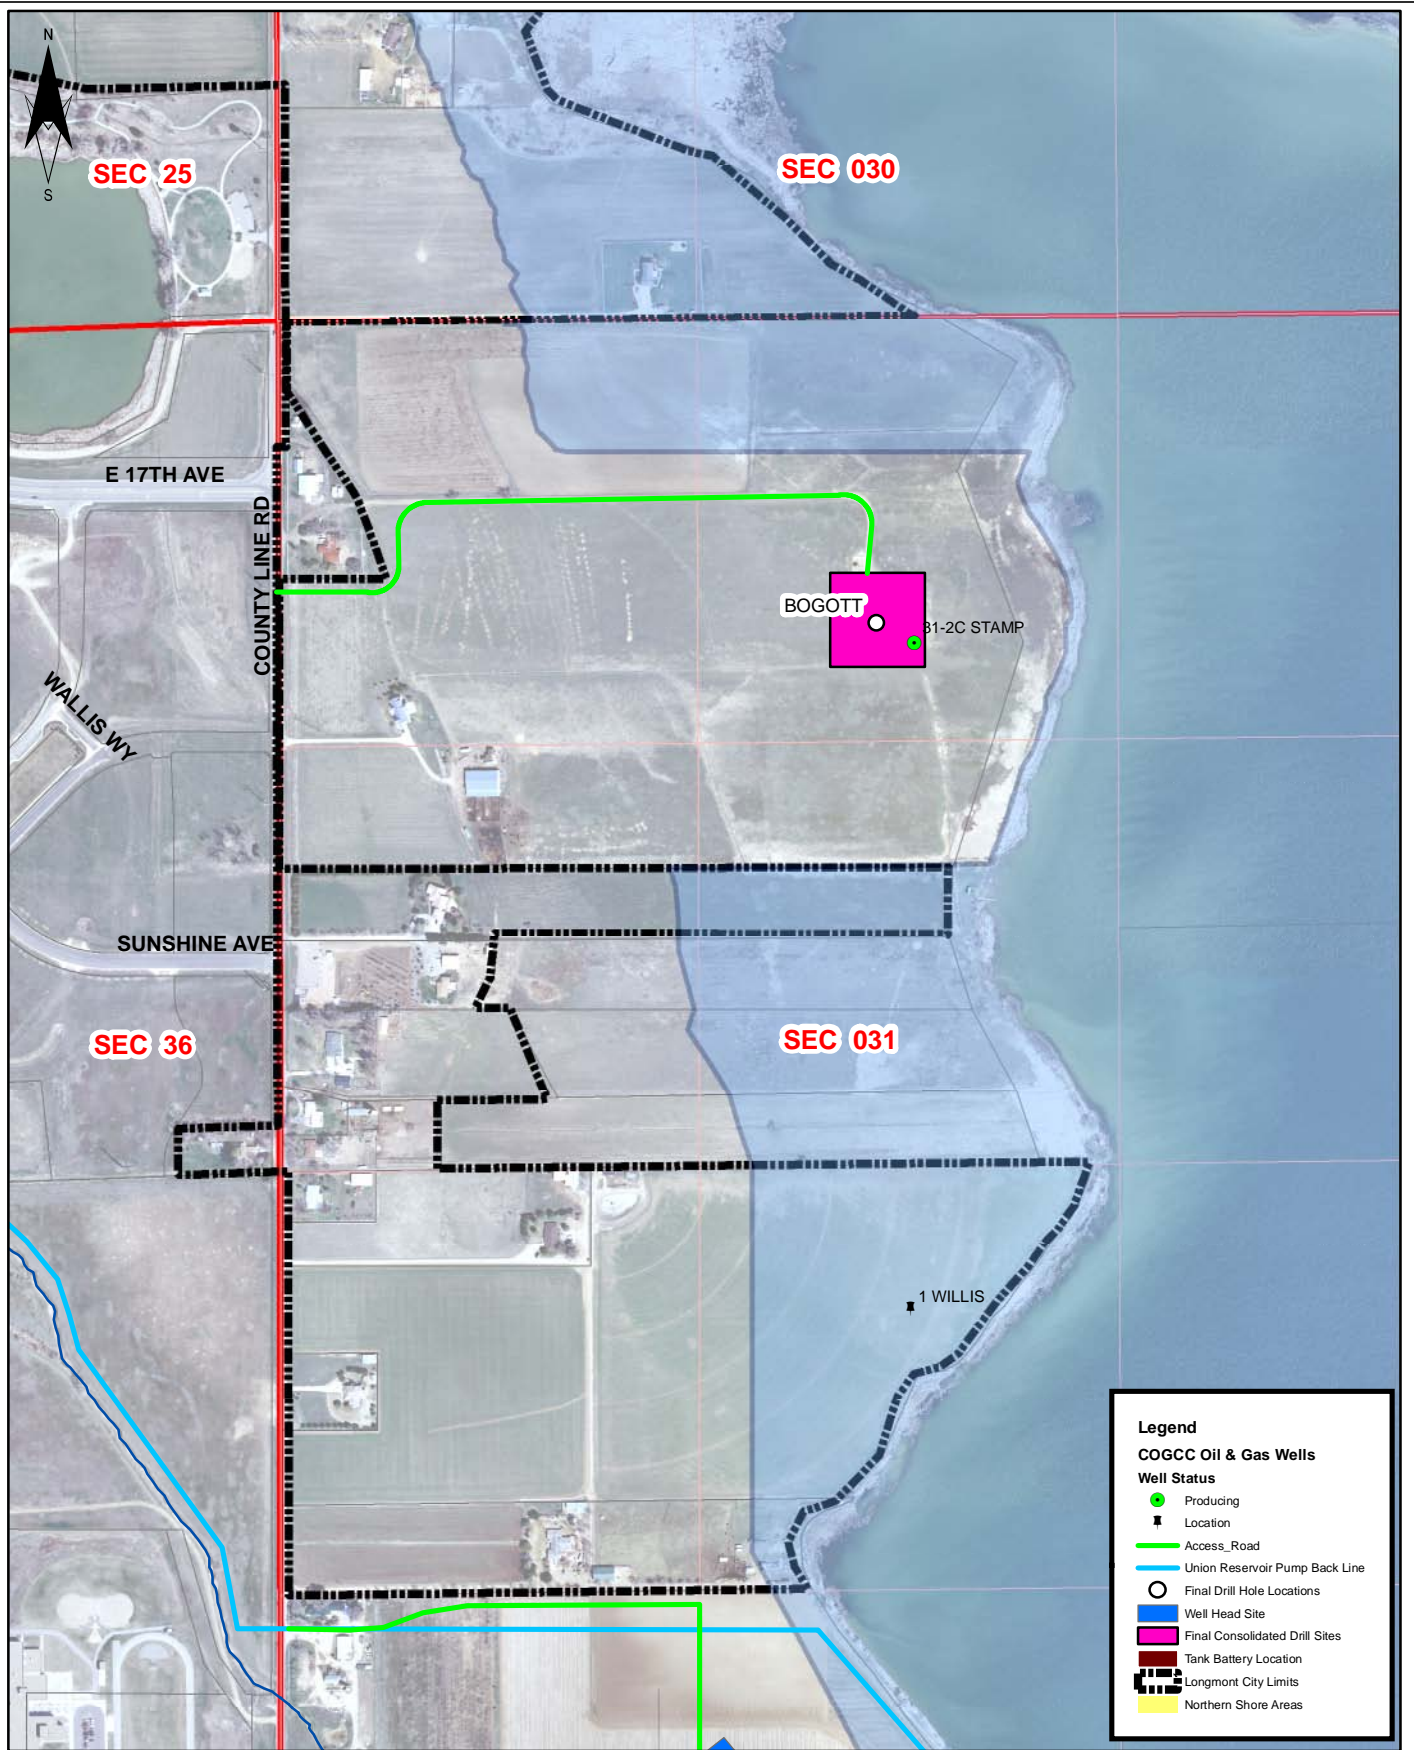 N
S
SEC 25
SEC 030
E 17TH AVE
COUNTY LINE RD
BOGOTT
31-2C STAMP
WALLIS WY
SUNSHINE AVE
SEC 36
SEC 031
1 WILLIS
Legend
COGCC Oil & Gas Wells
Well Status
Producing
Location
Access_Road
Union Reservoir Pump Back Line
Final Drill Hole Locations
Well Head Site
Final Consolidated Drill Sites
Tank Battery Location
Longmont City Limits
Northern Shore Areas